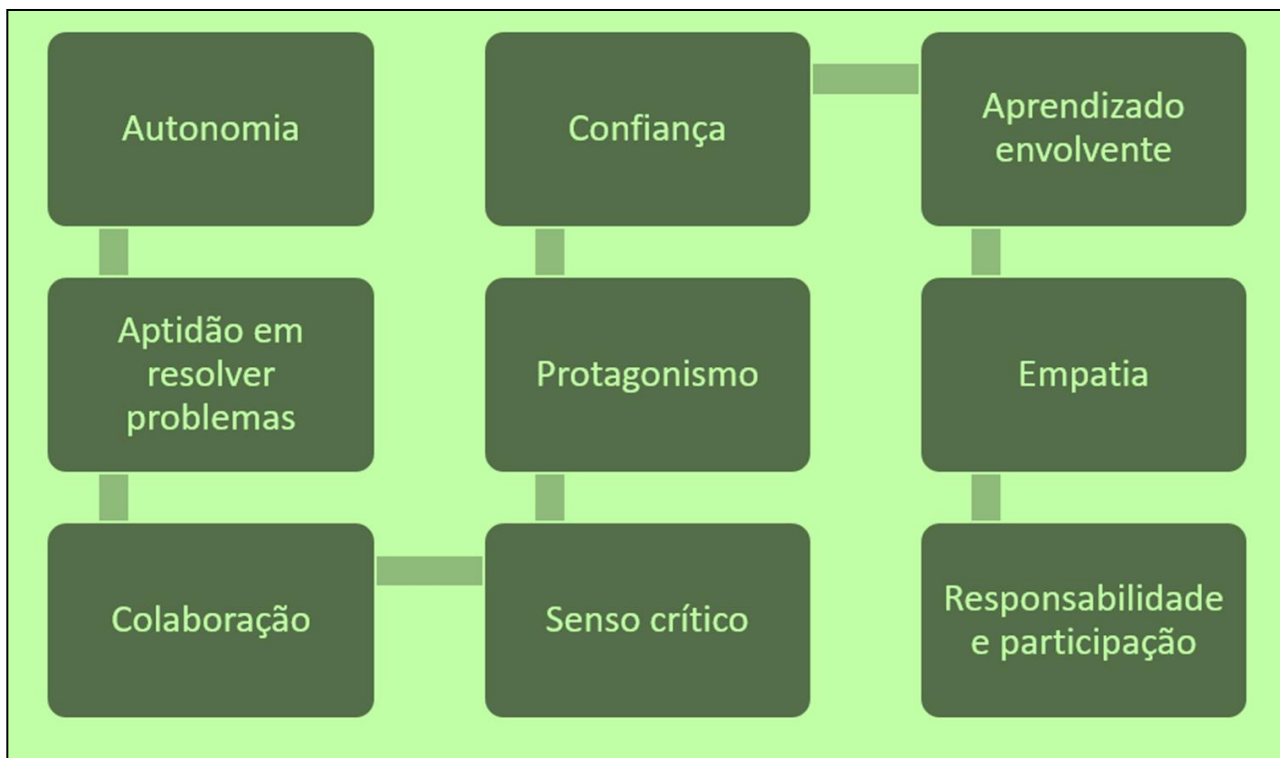 Autonomia
Aptidão em
resolver
problemas
Colaboração
Senso crítico
Protagonismo
Confiança
Aprendizado
envolvente
Empatia
Responsabilidade
e participação